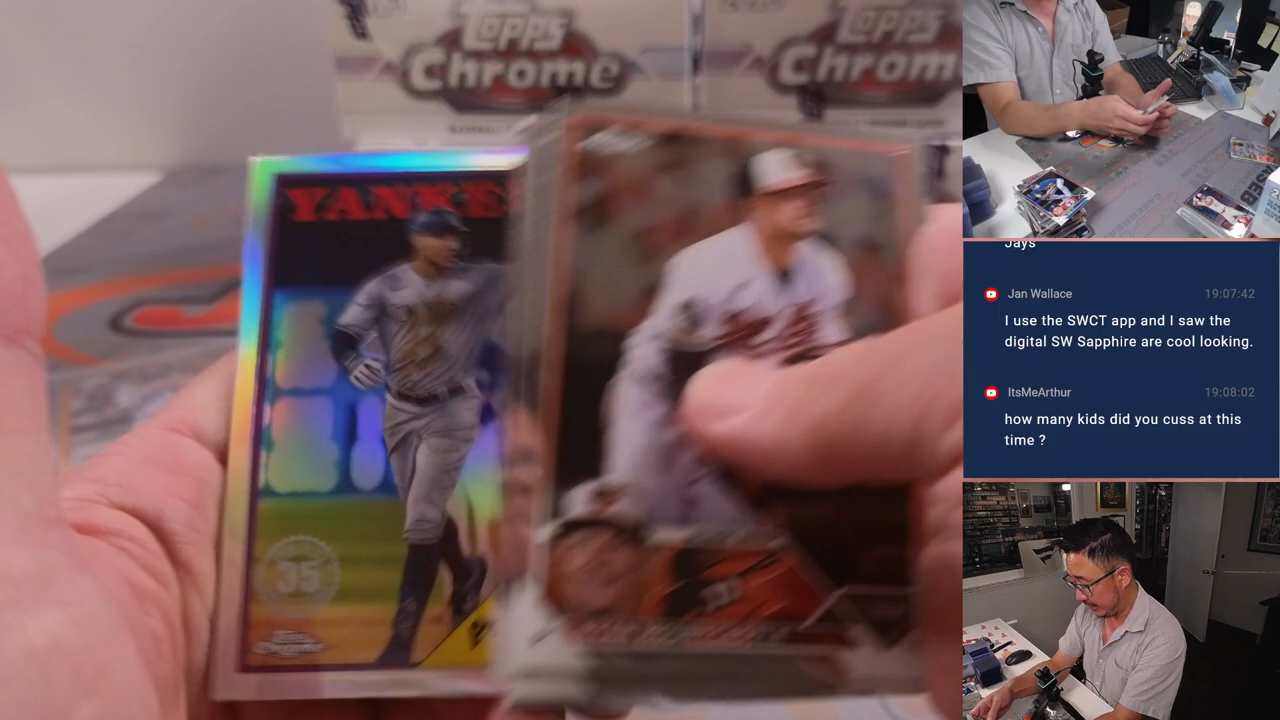 Topps
Chrome
Topps
Chrom
YANKE
35
Topps
Chrome
Jays
Jan Wallace 19:07:42
I use the SWCT app and I saw the
digital SW Sapphire are cool looking.
ItsMeArthur 19:08:02
how many kids did you cuss at this
time ?